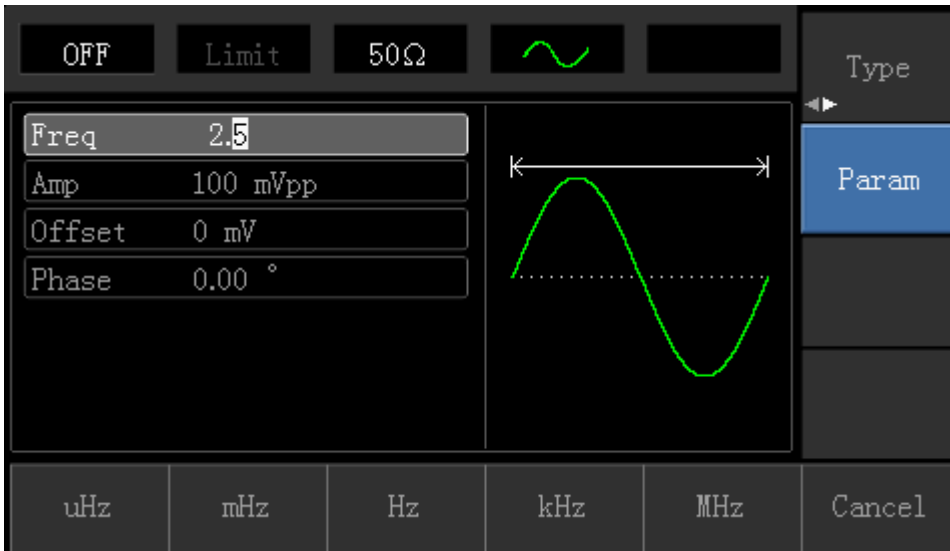 OFF Limit 50Ω
Type
Freq 2.5
Param
Amp 100 mVpp
Offset 0 mV
Phase 0.00 °
uHz mHz Hz kHz MHz Cancel